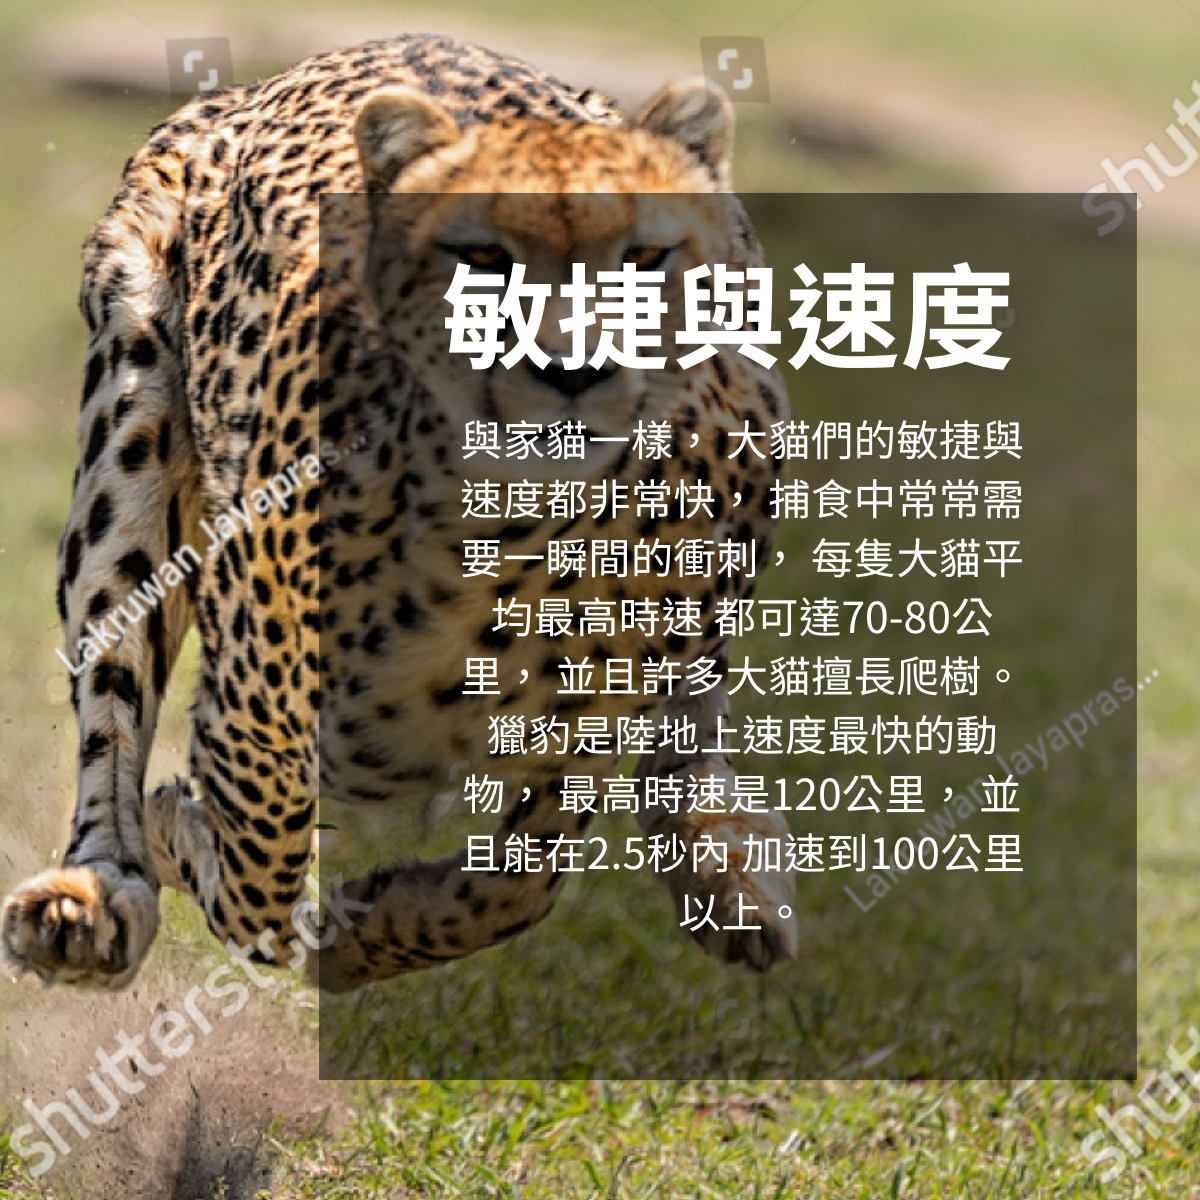 敏捷與速度
與家貓一樣， 大貓們的敏捷與
速度都非常快， 捕食中常常需
要一瞬間的衝刺， 每隻大貓平
均最高時速 都可達70-80公
里， 並且許多大貓擅長爬樹。
獵豹是陸地上速度最快的動
物， 最高時速是120公里， 並
且能在2.5秒內 加速到100公里
以上。
Lakruwan Jayapras...
Lakruwan Jayapras...
shutterstock
shutt
shutt